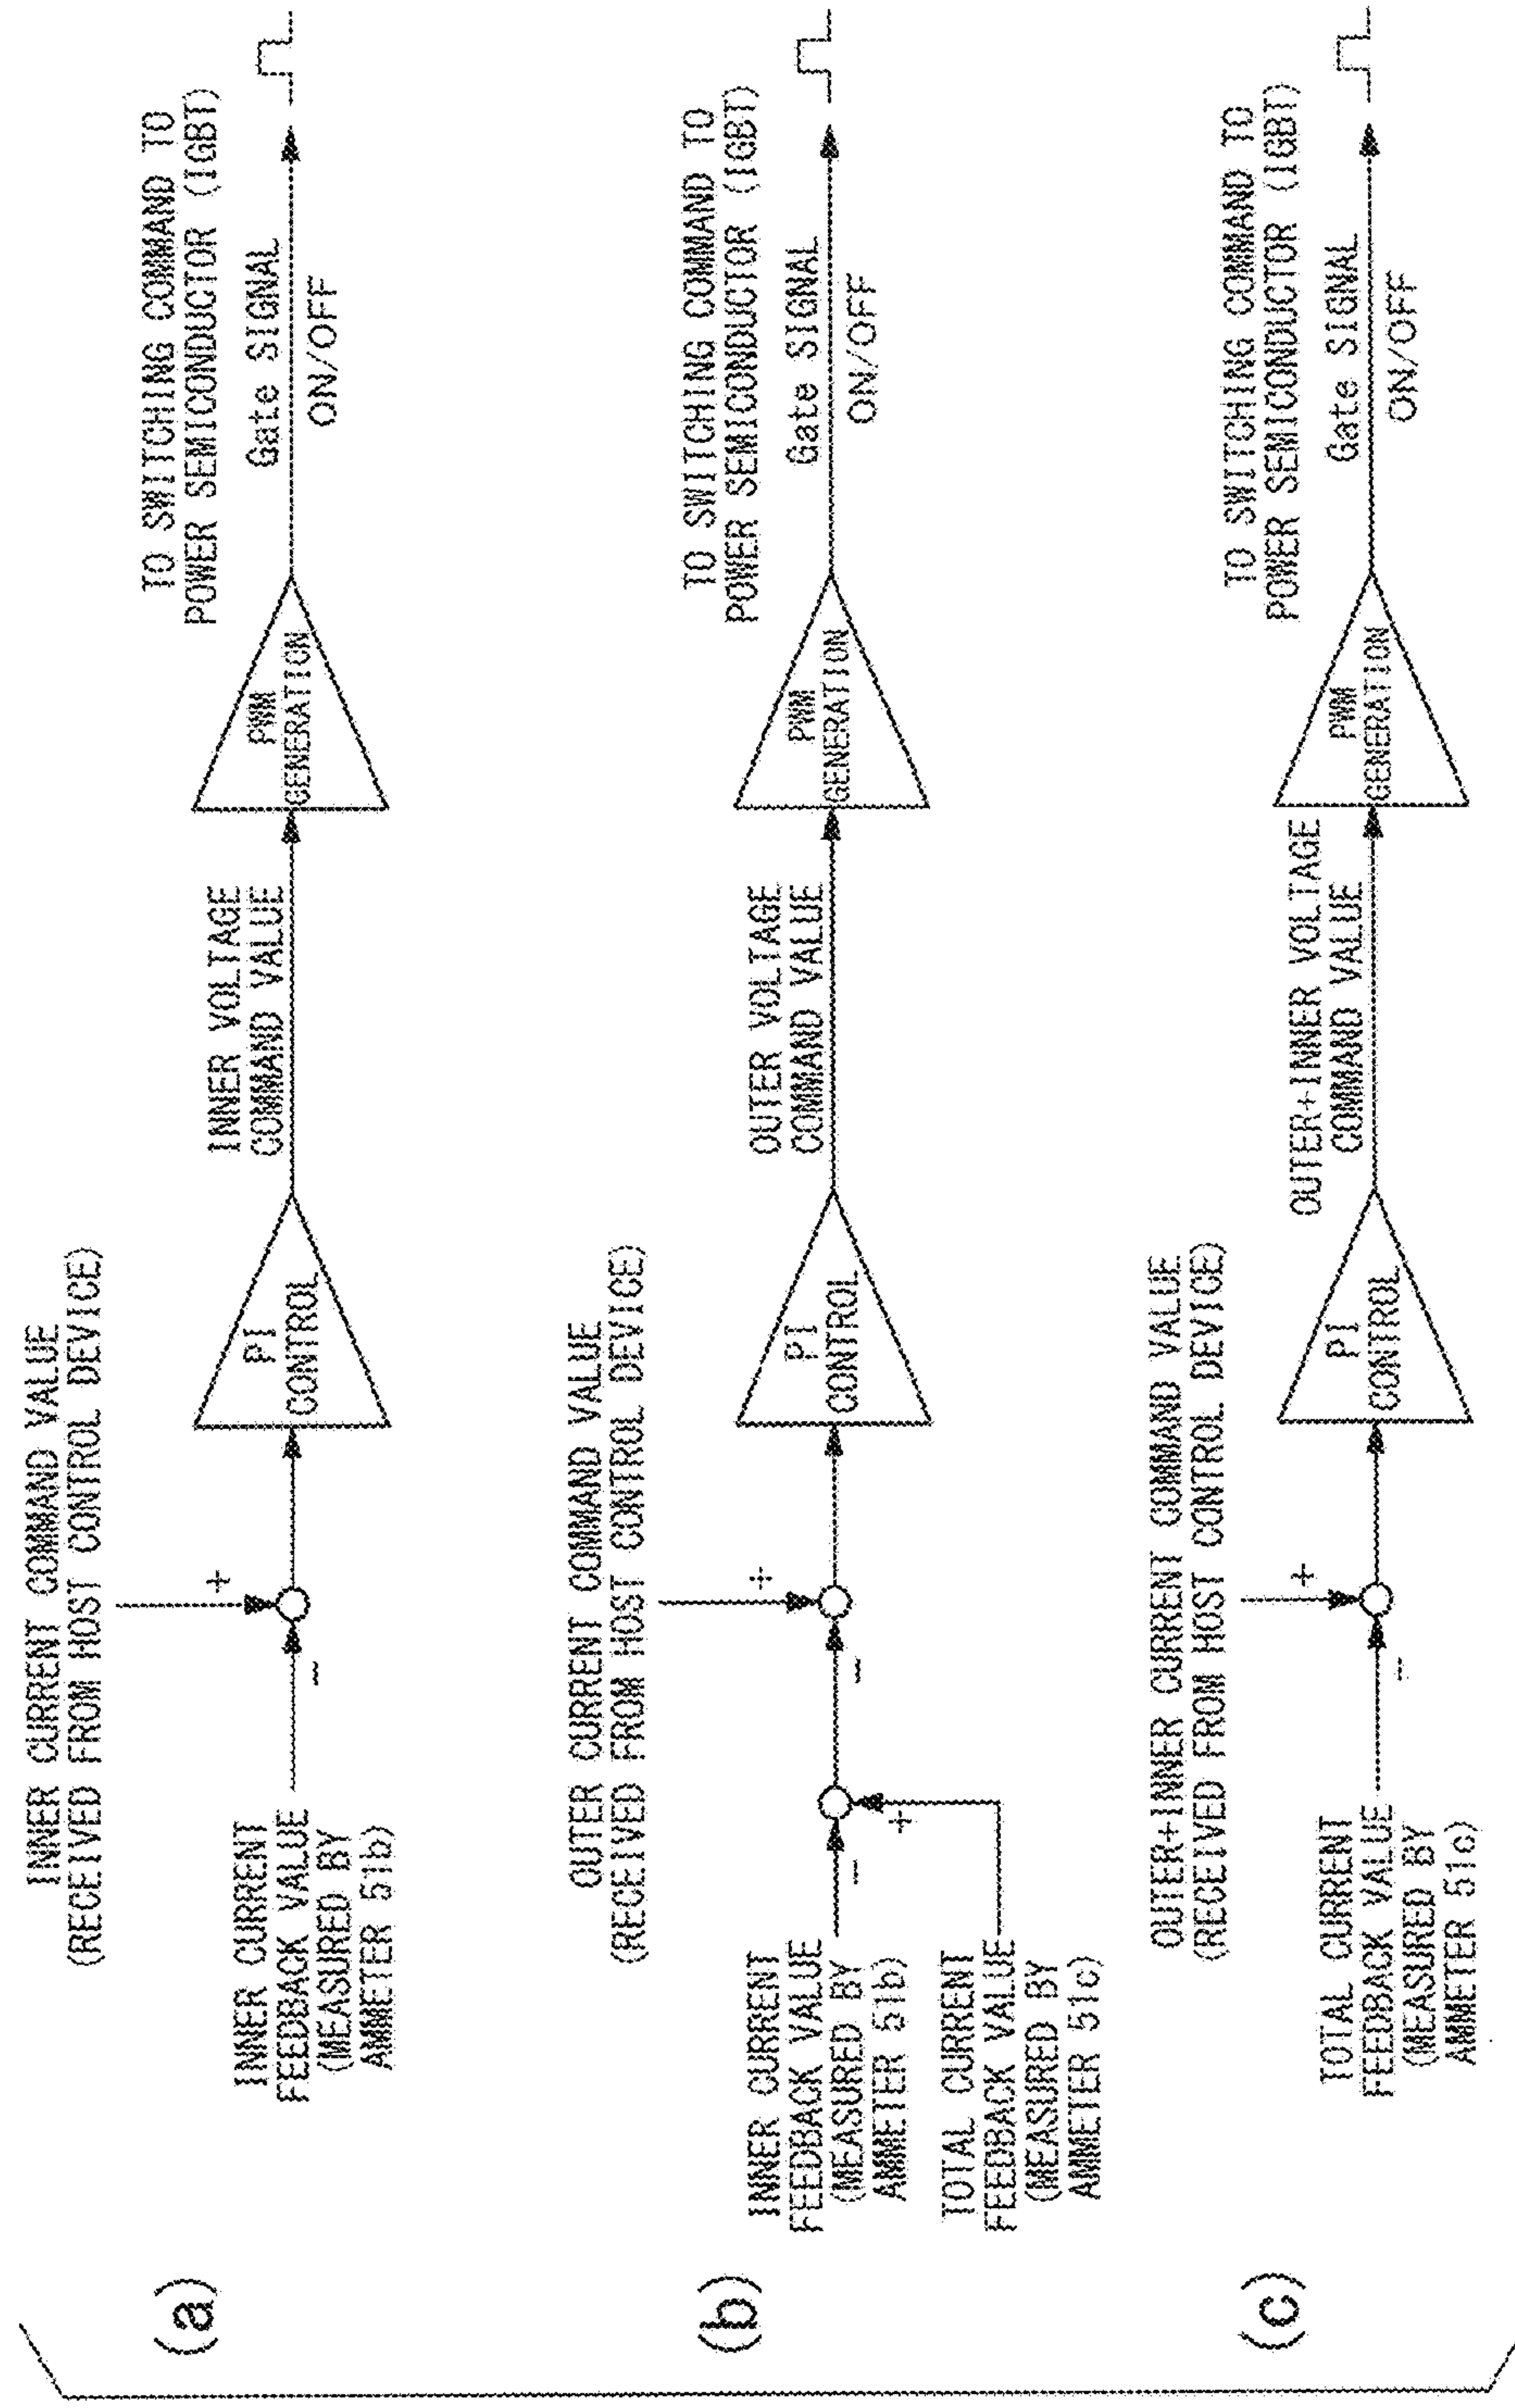 (a)
INNER CURRENT COMMAND VALUE
(RECEIVED FROM HOST CONTROL DEVICE)
INNER CURRENT
FEEDBACK VALUE
(MEASURED BY
AMMETER 51b)
+
−
PI
CONTROL
INNER VOLTAGE
COMMAND VALUE
PWM
GENERATION
TO SWITCHING COMMAND TO
POWER SEMICONDUCTOR (IGBT)
Gate SIGNAL
ON/OFF
(b)
OUTER CURRENT COMMAND VALUE
(RECEIVED FROM HOST CONTROL DEVICE)
INNER CURRENT
FEEDBACK VALUE
(MEASURED BY
AMMETER 51b)
TOTAL CURRENT
FEEDBACK VALUE
(MEASURED BY
AMMETER 51c)
−
+
−
+
PI
CONTROL
OUTER VOLTAGE
COMMAND VALUE
PWM
GENERATION
TO SWITCHING COMMAND TO
POWER SEMICONDUCTOR (IGBT)
Gate SIGNAL
ON/OFF
(c)
OUTER+INNER CURRENT COMMAND VALUE
(RECEIVED FROM HOST CONTROL DEVICE)
TOTAL CURRENT
FEEDBACK VALUE
(MEASURED BY
AMMETER 51c)
+
−
PI
CONTROL
OUTER+INNER VOLTAGE
COMMAND VALUE
PWM
GENERATION
TO SWITCHING COMMAND TO
POWER SEMICONDUCTOR (IGBT)
Gate SIGNAL
ON/OFF